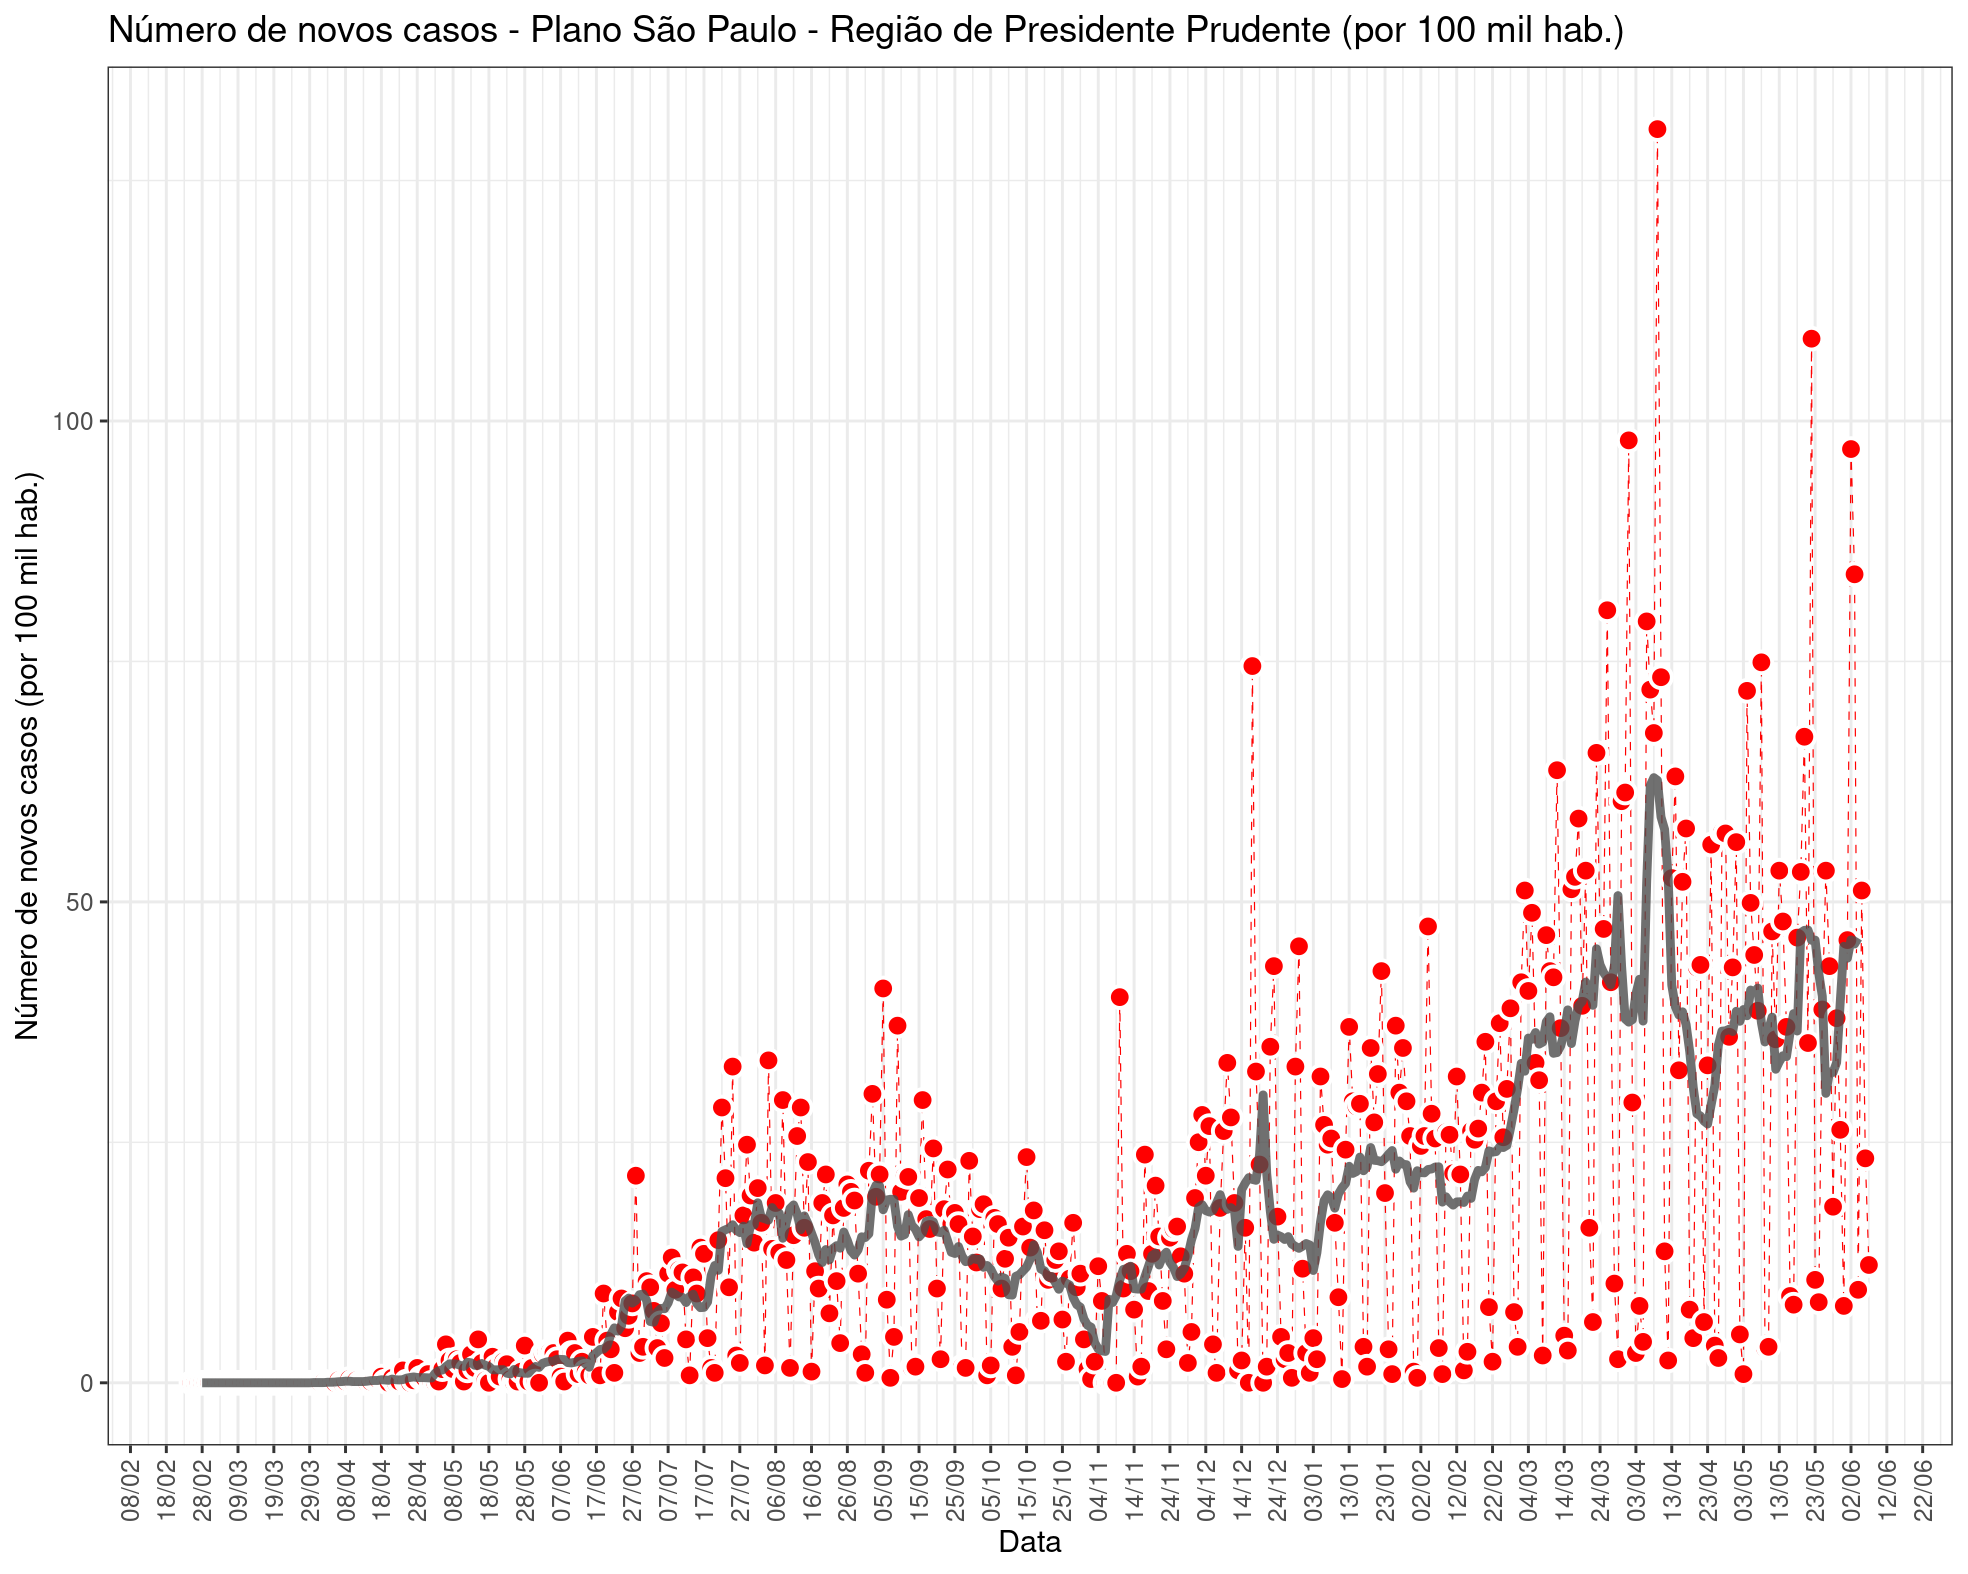 Número de novos casos - Plano São Paulo - Região de Presidente Prudente (por 100 mil hab.)
Número de novos casos (por 100 mil hab.)
100
50
0
08/02 18/02 28/02 09/03 19/03 29/03 08/04 18/04 28/04 08/05 18/05 28/05 07/06 17/06 27/06 07/07 17/07 27/07 06/08 16/08 26/08 05/09 15/09 25/09 05/10 15/10 25/10 04/11 14/11 24/11 04/12 14/12 24/12 03/01 13/01 23/01 02/02 12/02 22/02 04/03 14/03 24/03 03/04 13/04 23/04 03/05 13/05 23/05 02/06 12/06 22/06
Data